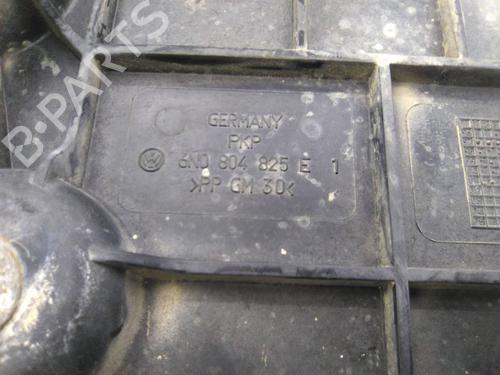 B-PARTS
GERMANY
PKP
6N0 804 825 E 1
>PP GM 30<